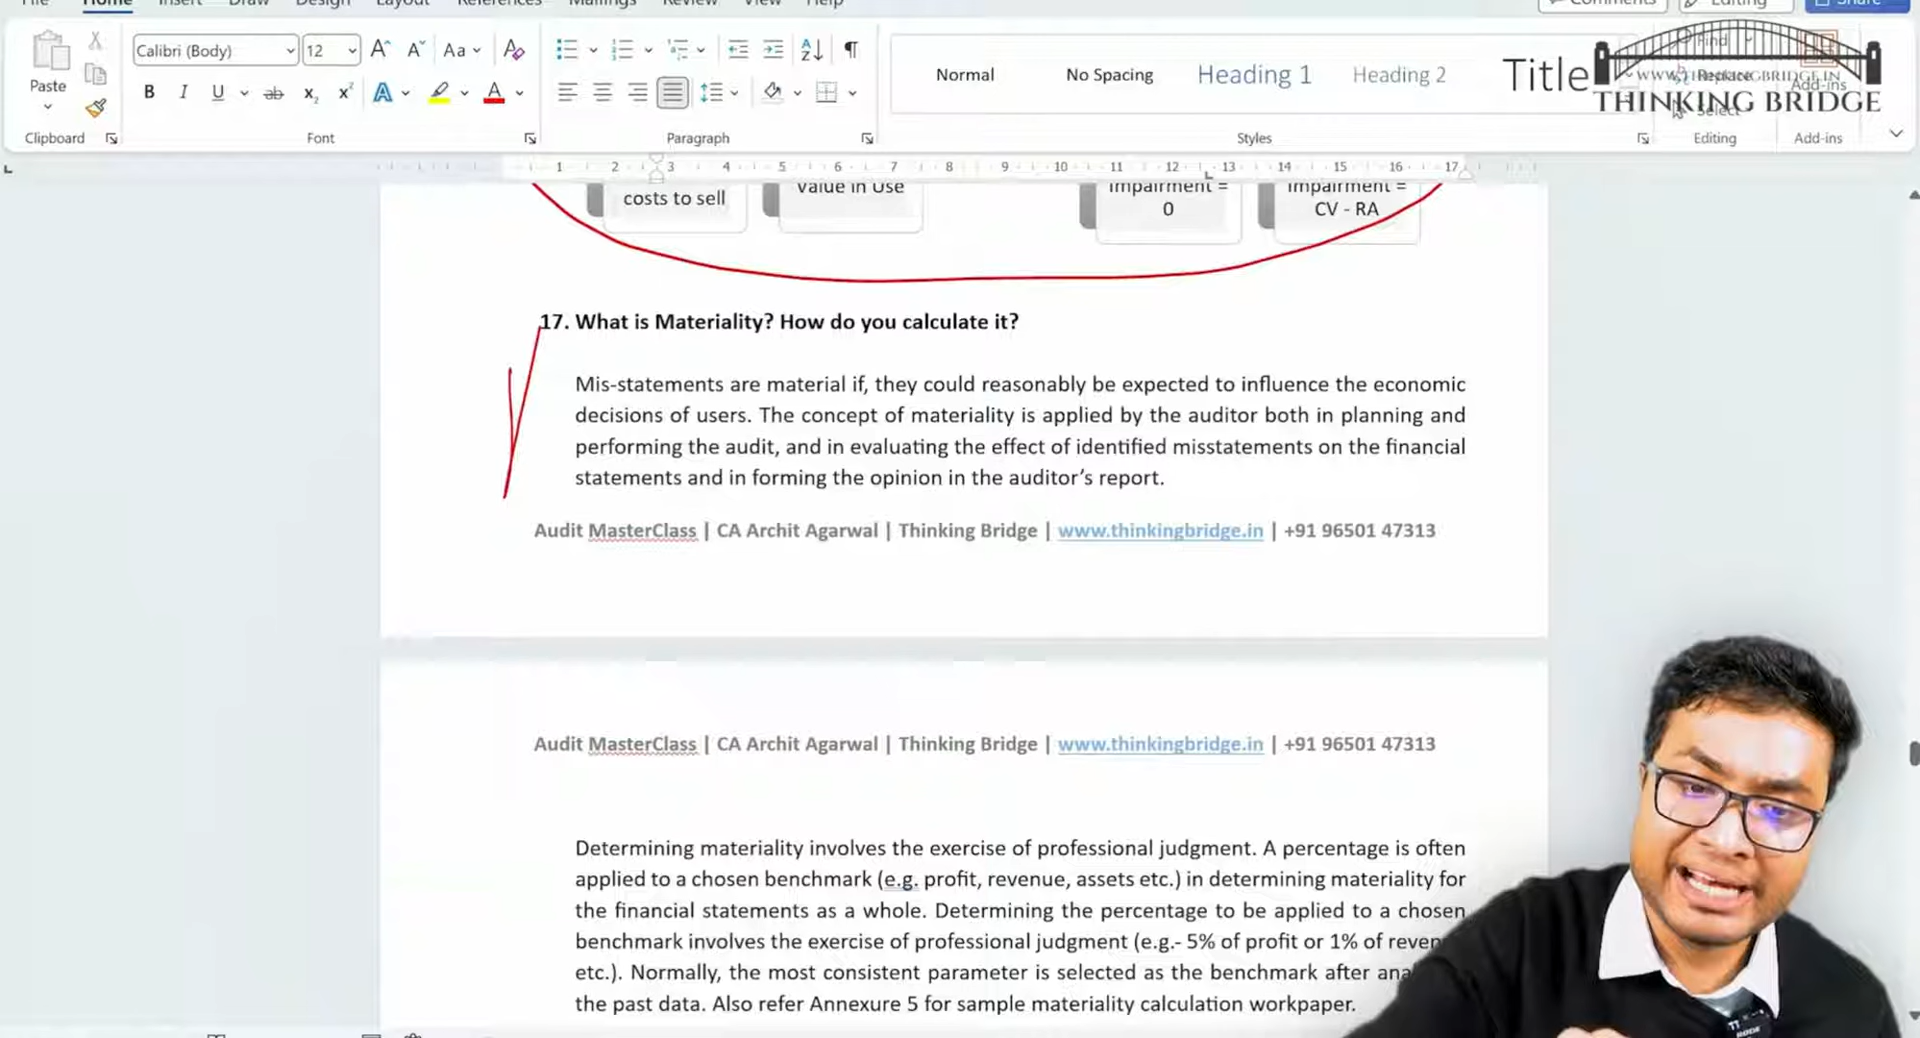 File Home Insert Draw Design Layout References Mailings Review View Help Comments Editing Share
Calibri (Body) 12 Aa
Paste
B I U ab x₂ x² A A
Clipboard Font Paragraph Styles Editing Add-ins
Normal No Spacing Heading 1 Heading 2 Title
Find
Replace
Select
Add-ins
WWW.THINKINGBRIDGE.IN
THINKING BRIDGE
1 2 3 4 5 6 7 8 9 10 11 12 13 14 15 16 17
costs to sell
Value in Use
Impairment =
0
Impairment =
CV - RA
17. What is Materiality? How do you calculate it?
Mis-statements are material if, they could reasonably be expected to influence the economic
decisions of users. The concept of materiality is applied by the auditor both in planning and
performing the audit, and in evaluating the effect of identified misstatements on the financial
statements and in forming the opinion in the auditor’s report.
Audit MasterClass | CA Archit Agarwal | Thinking Bridge | www.thinkingbridge.in | +91 96501 47313
Audit MasterClass | CA Archit Agarwal | Thinking Bridge | www.thinkingbridge.in | +91 96501 47313
Determining materiality involves the exercise of professional judgment. A percentage is often
applied to a chosen benchmark (e.g. profit, revenue, assets etc.) in determining materiality for
the financial statements as a whole. Determining the percentage to be applied to a chosen
benchmark involves the exercise of professional judgment (e.g.- 5% of profit or 1% of
etc.). Normally, the most consistent parameter is selected as the benchmark after
the past data. Also refer Annexure 5 for sample materiality calculation workpaper.
RODE